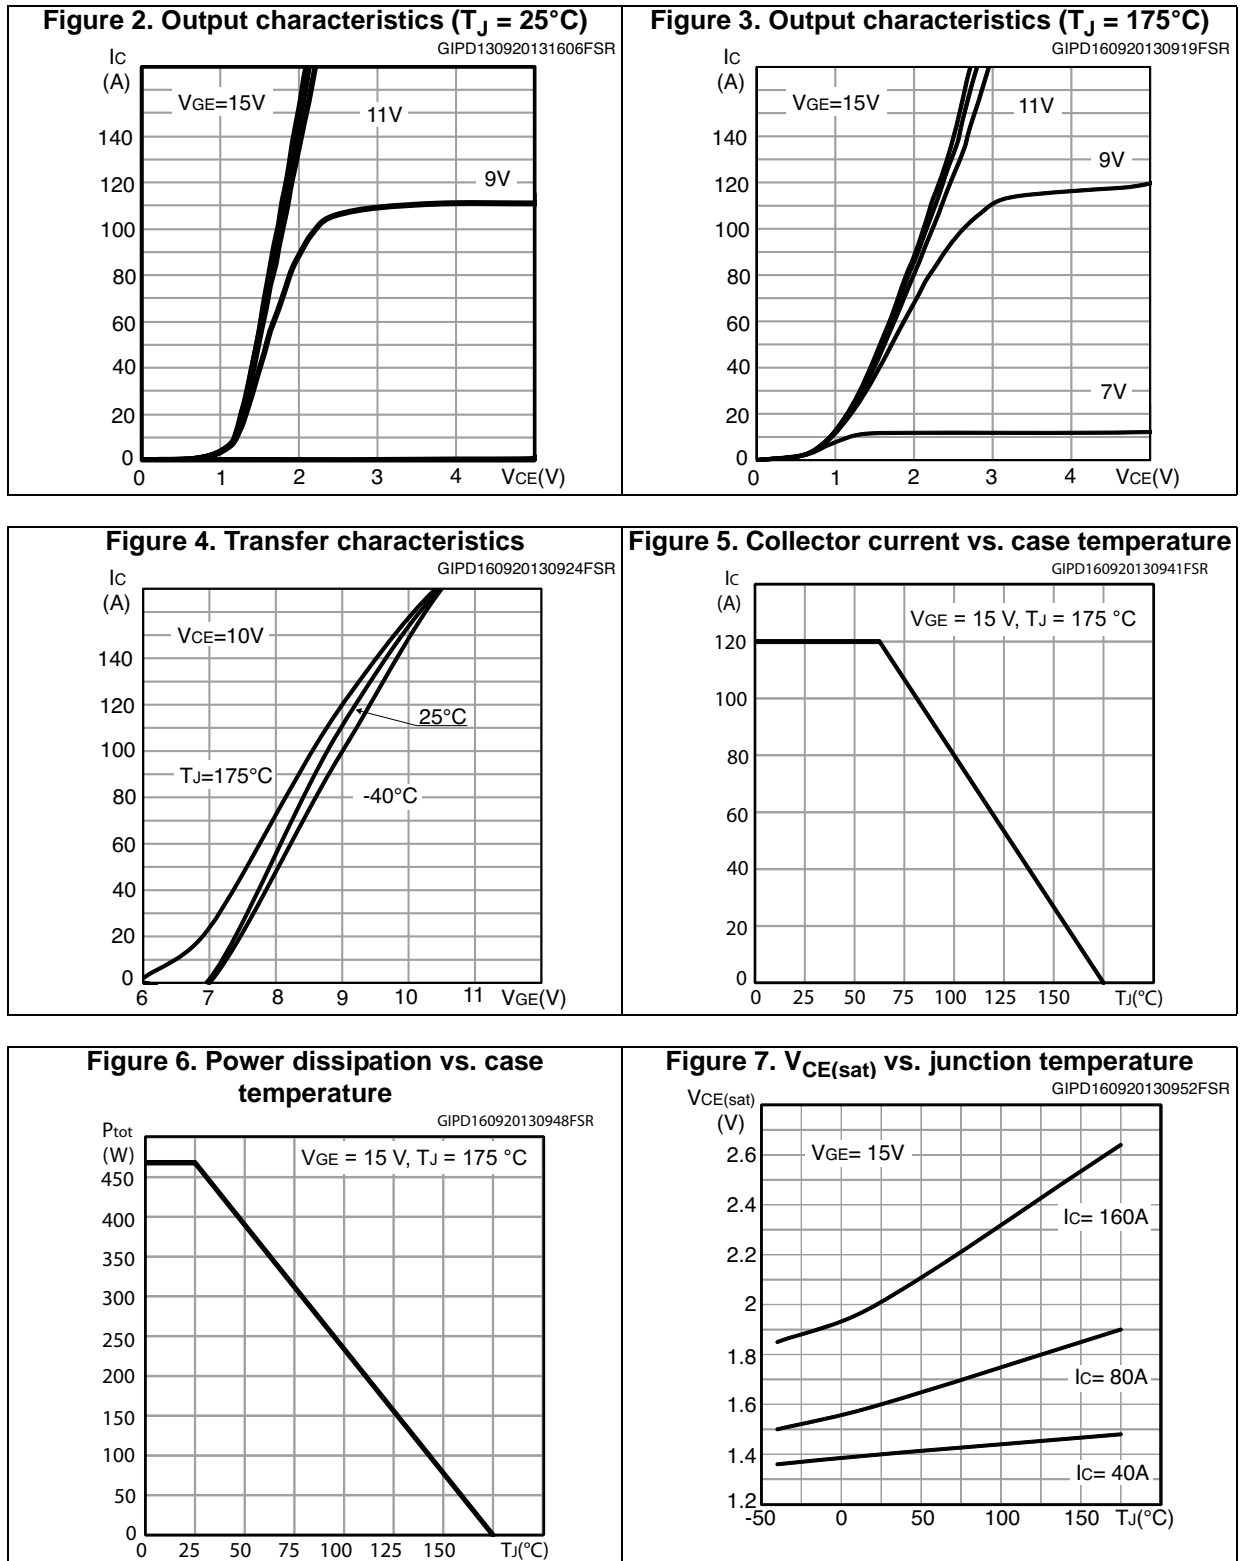 Figure 2. Output characteristics (TJ = 25°C)
GIPD130920131606FSR
IC
(A)
VGE=15V
11V
9V
140
120
100
80
60
40
20
0
0 1 2 3 4 VCE(V)
Figure 3. Output characteristics (TJ = 175°C)
GIPD160920130919FSR
IC
(A)
VGE=15V
11V
9V
7V
140
120
100
80
60
40
20
0
0 1 2 3 4 VCE(V)
Figure 4. Transfer characteristics
GIPD160920130924FSR
IC
(A)
VCE=10V
25°C
TJ=175°C
-40°C
140
120
100
80
60
40
20
0
6 7 8 9 10 11 VGE(V)
Figure 5. Collector current vs. case temperature
GIPD160920130941FSR
IC
(A)
VGE = 15 V, TJ = 175 °C
120
100
80
60
40
20
0
0 25 50 75 100 125 150 TJ(°C)
Figure 6. Power dissipation vs. case
temperature
GIPD160920130948FSR
Ptot
(W)
VGE = 15 V, TJ = 175 °C
450
400
350
300
250
200
150
100
50
0
0 25 50 75 100 125 150 TJ(°C)
Figure 7. VCE(sat) vs. junction temperature
GIPD160920130952FSR
VCE(sat)
(V)
VGE= 15V
IC= 160A
IC= 80A
IC= 40A
2.6
2.4
2.2
2
1.8
1.6
1.4
1.2
-50 0 50 100 150 TJ(°C)